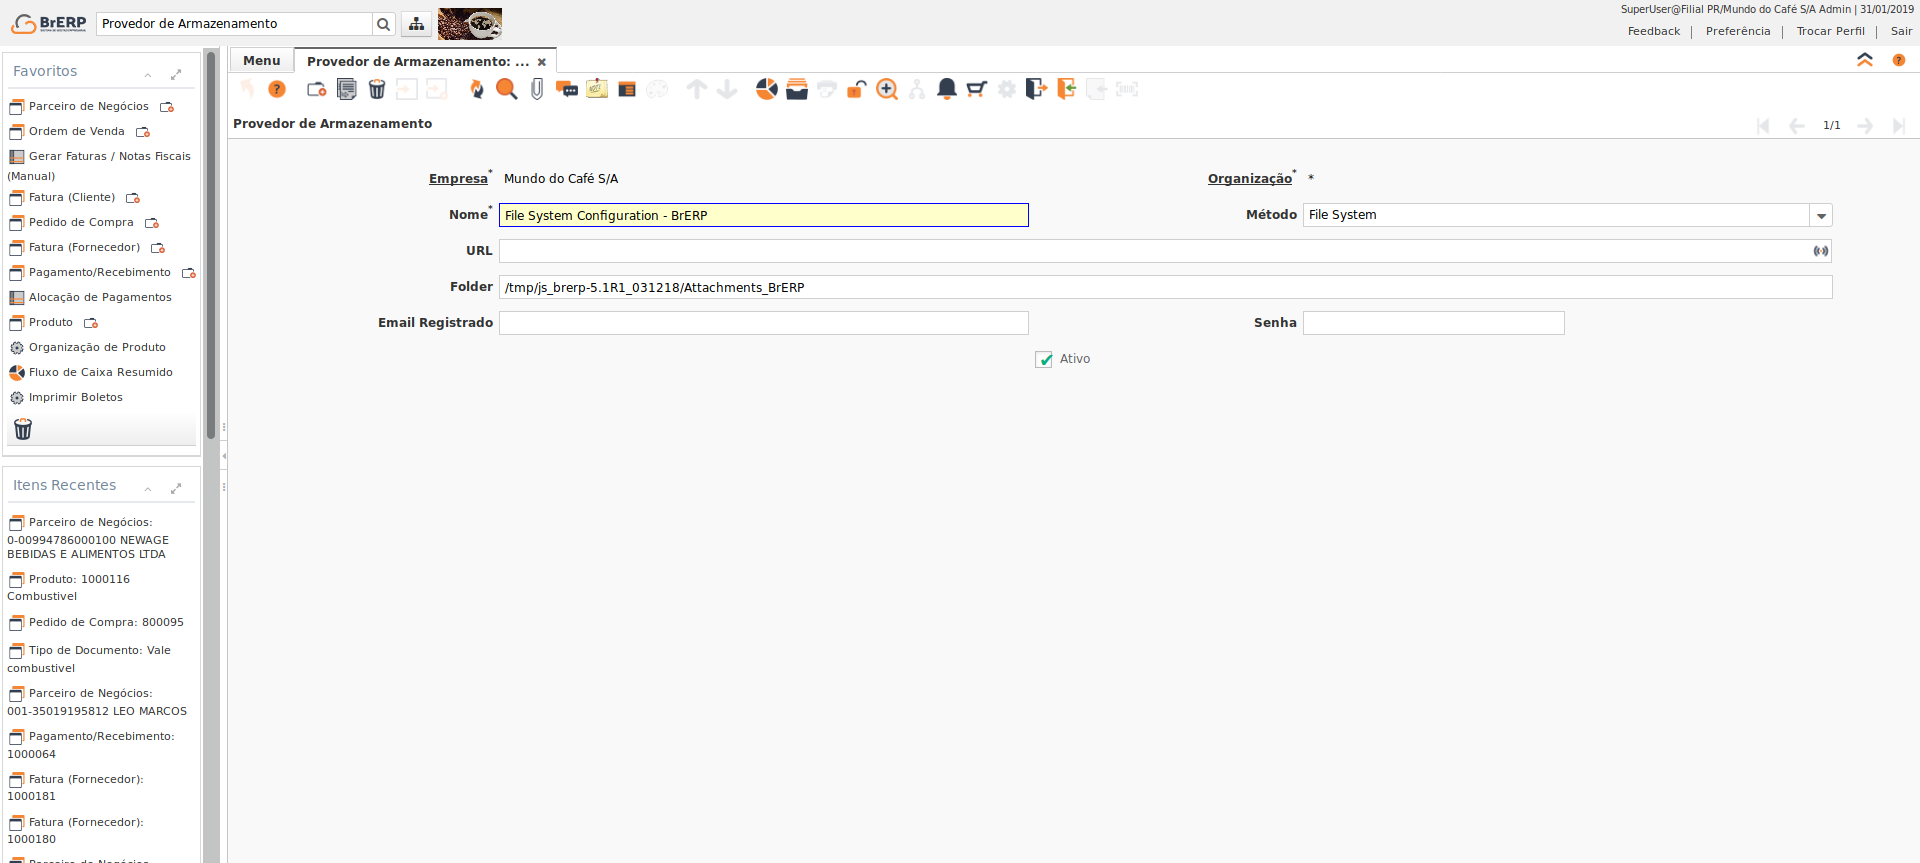 BrERP
Provedor de Armazenamento
SuperUser@Filial PR/Mundo do Café S/A Admin | 31/01/2019
Feedback | Preferência | Trocar Perfil | Sair
Favoritos
Parceiro de Negócios
Ordem de Venda
Gerar Faturas / Notas Fiscais
(Manual)
Fatura (Cliente)
Pedido de Compra
Fatura (Fornecedor)
Pagamento/Recebimento
Alocação de Pagamentos
Produto
Organização de Produto
Fluxo de Caixa Resumido
Imprimir Boletos
Itens Recentes
Parceiro de Negócios:
0-00994786000100 NEWAGE
BEBIDAS E ALIMENTOS LTDA
Produto: 1000116
Combustivel
Pedido de Compra: 800095
Tipo de Documento: Vale
combustivel
Parceiro de Negócios:
001-35019195812 LEO MARCOS
Pagamento/Recebimento:
1000064
Fatura (Fornecedor):
1000181
Fatura (Fornecedor):
1000180
Parceiro de Negócios
Menu
Provedor de Armazenamento: ...
Provedor de Armazenamento
1/1
Empresa* Mundo do Café S/A
Organização* *
Nome* File System Configuration - BrERP
Método File System
URL
Folder /tmp/js_brerp-5.1R1_031218/Attachments_BrERP
Email Registrado
Senha
Ativo